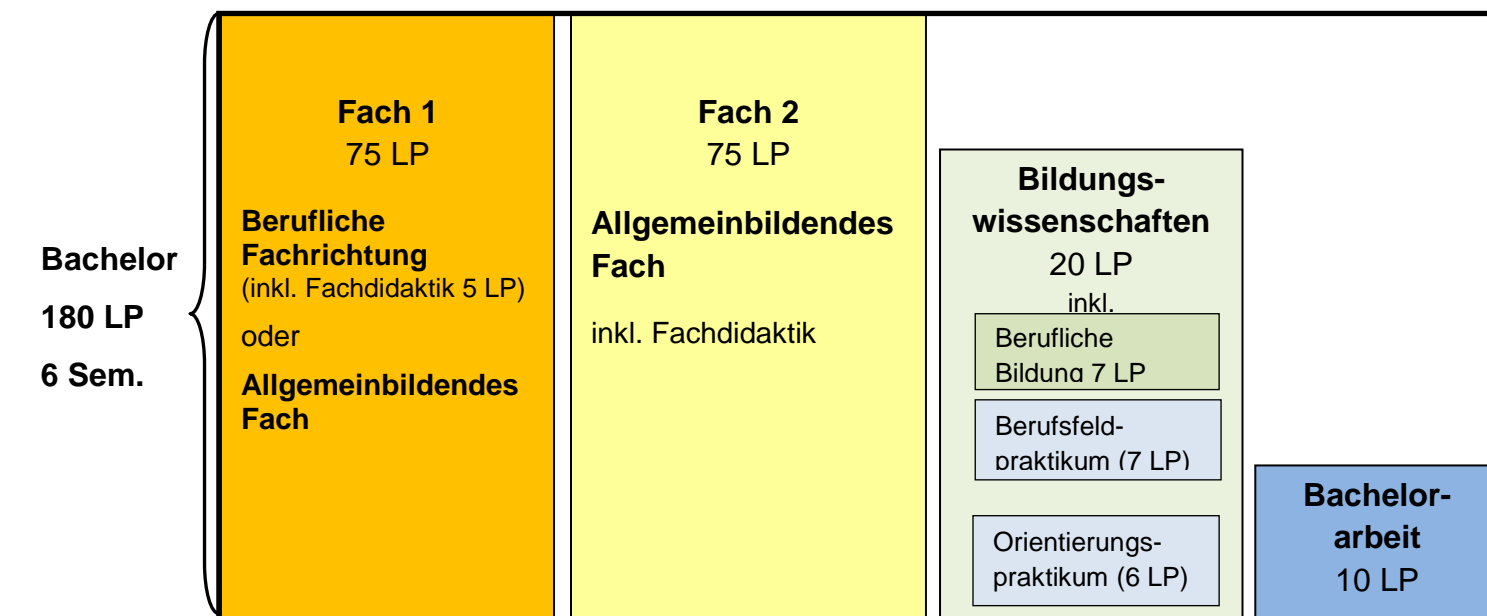 Bachelor
180 LP
6 Sem.
Fach 1
75 LP
Berufliche
Fachrichtung
(inkl. Fachdidaktik 5 LP)
oder
Allgemeinbildendes
Fach
Fach 2
75 LP
Allgemeinbildendes
Fach
inkl. Fachdidaktik
Bildungs-
wissenschaften
20 LP
inkl.
Berufliche
Bildung 7 LP
Berufsfeld-
praktikum (7 LP)
Orientierungs-
praktikum (6 LP)
Bachelor-
arbeit
10 LP